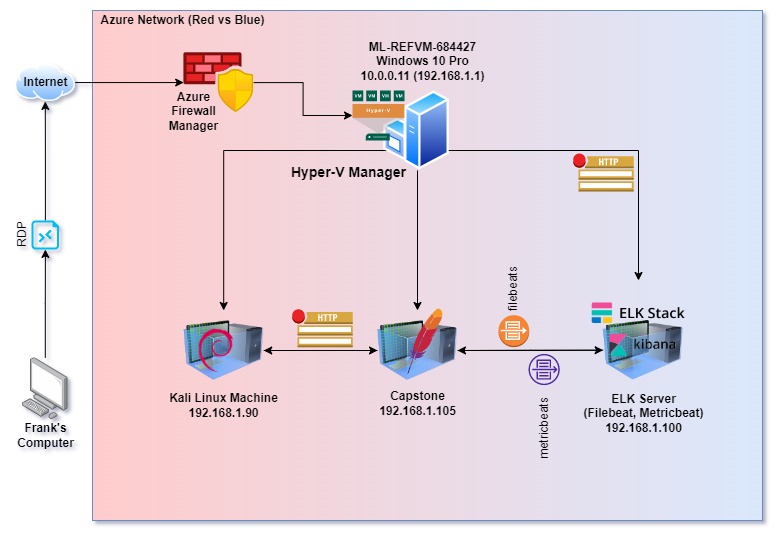 Azure Network (Red vs Blue)
ML-REFVM-684427
Windows 10 Pro
10.0.0.11 (192.168.1.1)
Internet
Azure
Firewall
Manager
VM VM VM VM
Hyper-V
Hyper-V Manager
HTTP
RDP
filebeats
HTTP
ELK Stack
kibana
Kali Linux Machine
192.168.1.90
Capstone
192.168.1.105
metricbeats
ELK Server
(Filebeat, Metricbeat)
192.168.1.100
Frank's
Computer